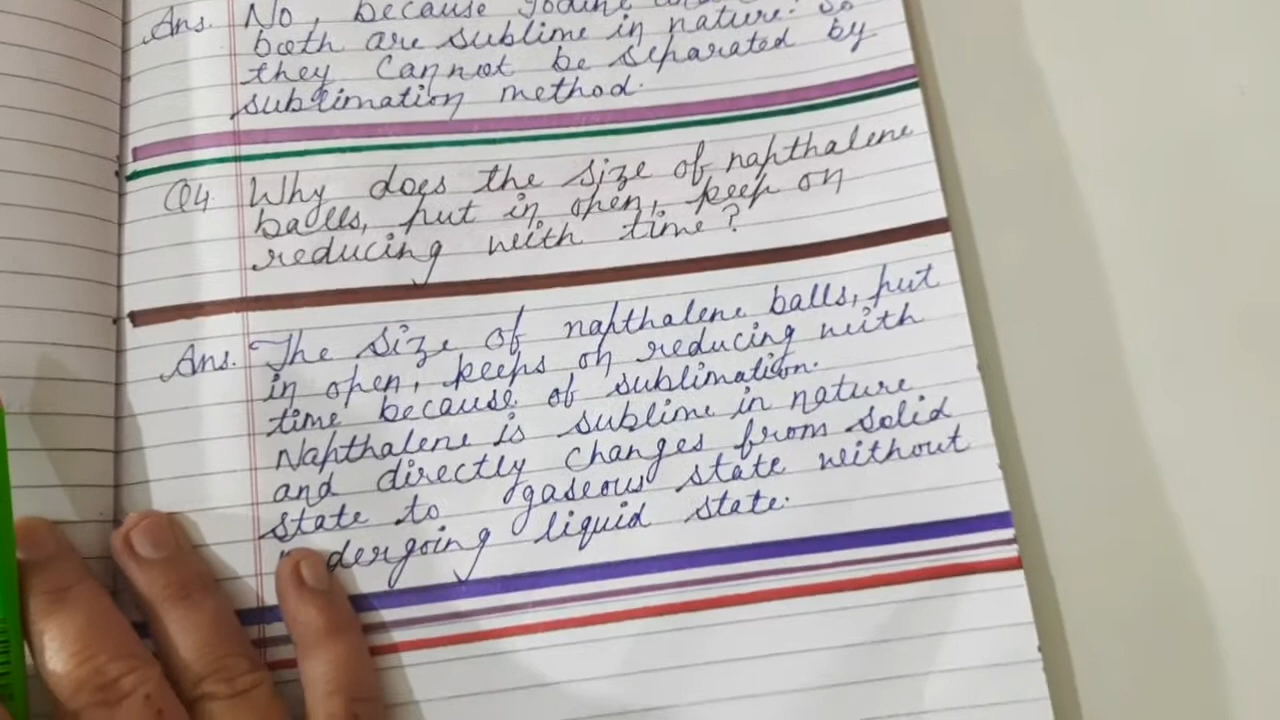 Ans. No, because Iodine
both are sublime in nature. So
they cannot be separated by
sublimation method.
Q4 Why does the size of napthalene
balls, put in open, keep on
reducing with time?
Ans. The size of napthalene balls, put
in open, keeps on reducing with
time because of sublimation.
Napthalene is sublime in nature
and directly changes from solid
state to gaseous state without
dergoing liquid state.